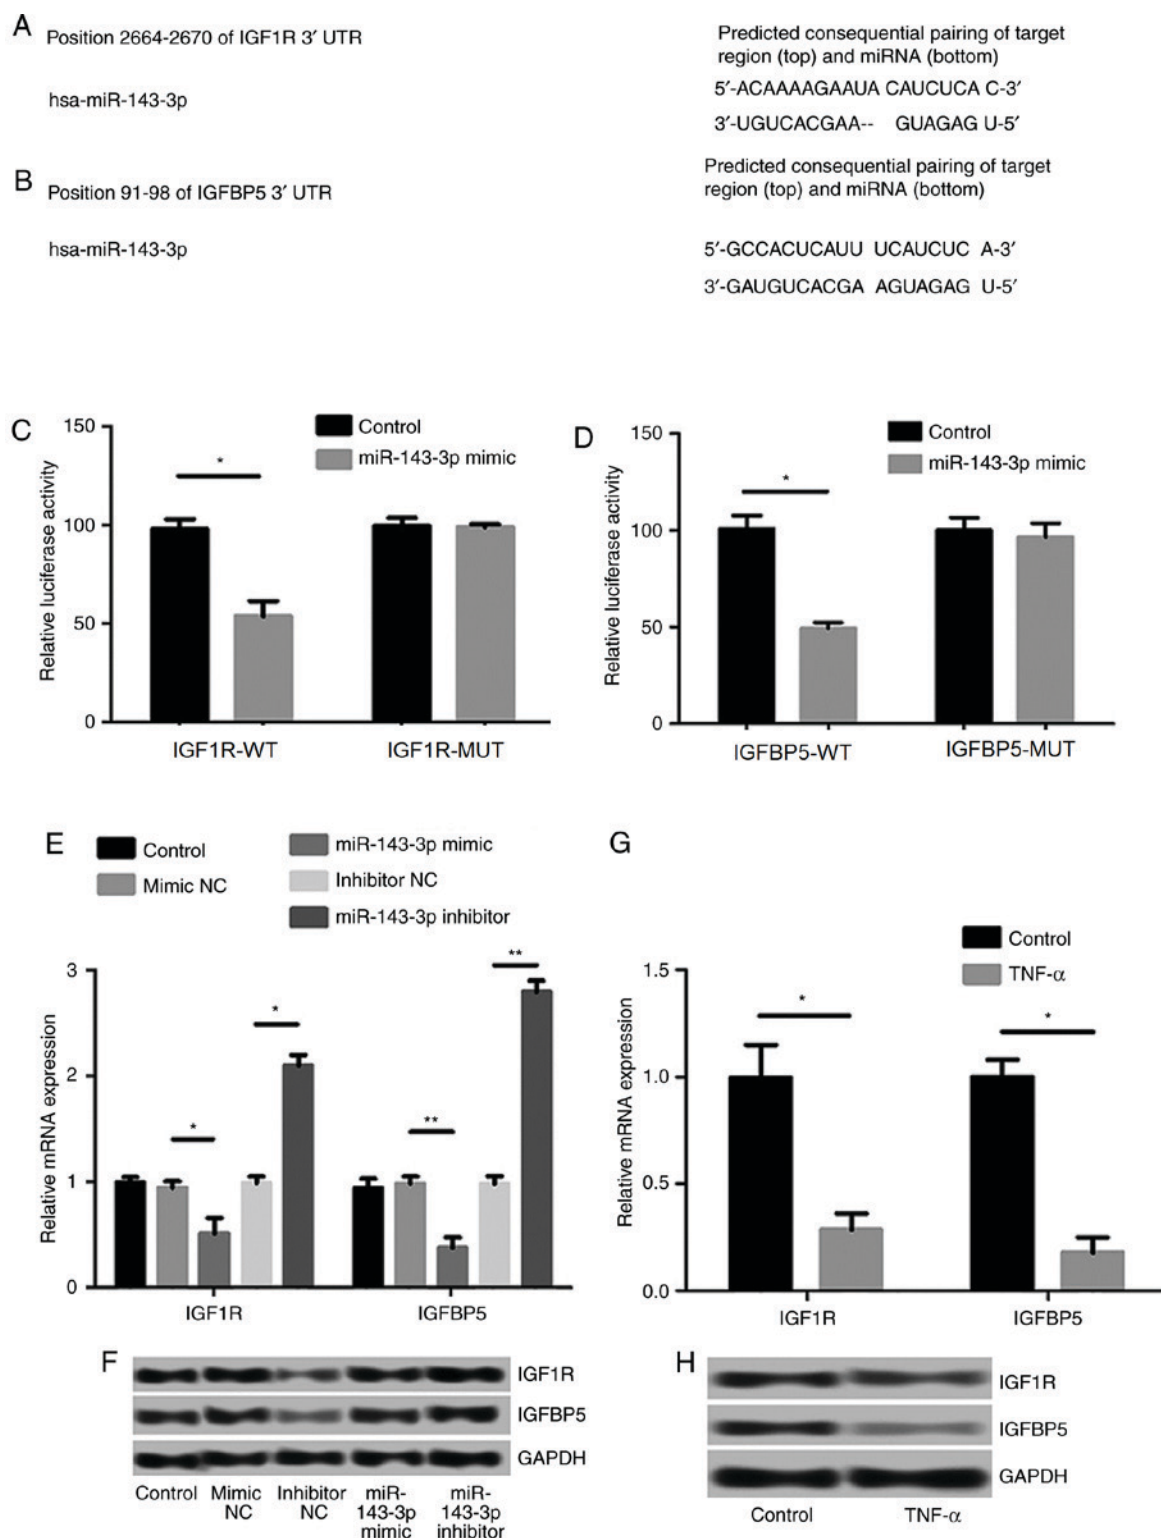 A
Position 2664-2670 of IGF1R 3′ UTR
Predicted consequential pairing of target
region (top) and miRNA (bottom)
hsa-miR-143-3p
5′-ACAAAAGAAUA CAUCUCA C-3′
3′-UGUCACGAA-- GUAGAG U-5′
B
Position 91-98 of IGFBP5 3′ UTR
Predicted consequential pairing of target
region (top) and miRNA (bottom)
hsa-miR-143-3p
5′-GCCACUCAUU UCAUCUC A-3′
3′-GAUGUCACGA AGUAGAG U-5′
C
Control
miR-143-3p mimic
Relative luciferase activity
150
100
50
0
*
IGF1R-WT
IGF1R-MUT
D
Control
miR-143-3p mimic
Relative luciferase activity
150
100
50
0
*
IGFBP5-WT
IGFBP5-MUT
E
Control
Mimic NC
miR-143-3p mimic
Inhibitor NC
miR-143-3p inhibitor
Relative mRNA expression
3
2
1
0
*
*
**
**
IGF1R
IGFBP5
G
Control
TNF-α
Relative mRNA expression
1.5
1.0
0.5
0.0
*
*
IGF1R
IGFBP5
F
IGF1R
IGFBP5
GAPDH
Control
Mimic
NC
Inhibitor
NC
miR-
143-3p
mimic
miR-
143-3p
inhibitor
H
IGF1R
IGFBP5
GAPDH
Control
TNF-α